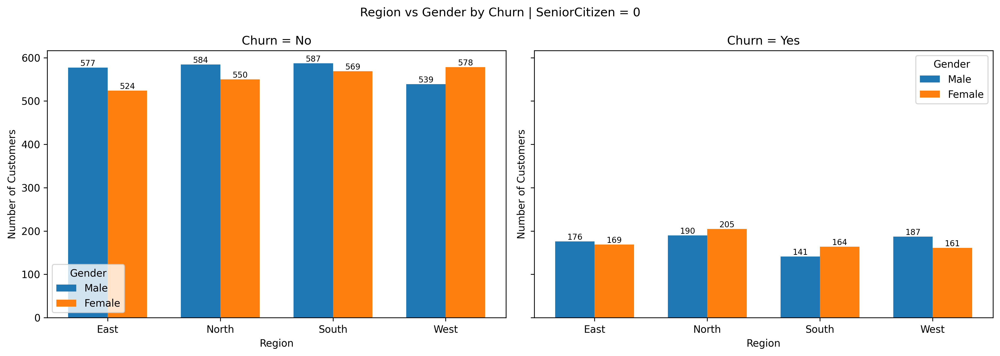 Region vs Gender by Churn | SeniorCitizen = 0
Churn = No
Number of Customers
600
500
400
300
200
100
0
577
524
584
550
587
569
539
578
Gender
Male
Female
East
North
South
West
Region
Churn = Yes
Number of Customers
Gender
Male
Female
176
169
190
205
141
164
187
161
East
North
South
West
Region